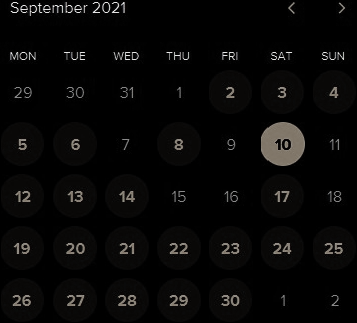 September 2021
MON TUE WED THU FRI SAT SUN
29 30 31 1 2 3 4
5 6 7 8 9 10 11
12 13 14 15 16 17 18
19 20 21 22 23 24 25
26 27 28 29 30 1 2